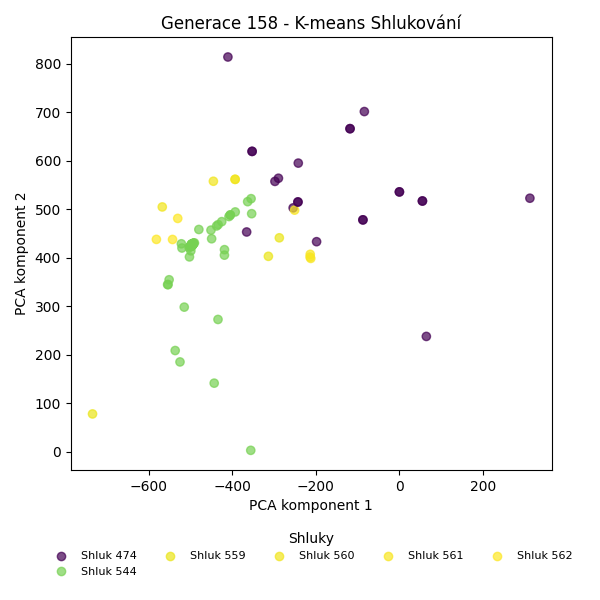 Generace 158 - K-means Shlukování
800
700
600
500
400
300
200
100
0
PCA komponent 2
−600 −400 −200 0 200
PCA komponent 1
Shluky
Shluk 474 Shluk 559 Shluk 560 Shluk 561 Shluk 562
Shluk 544